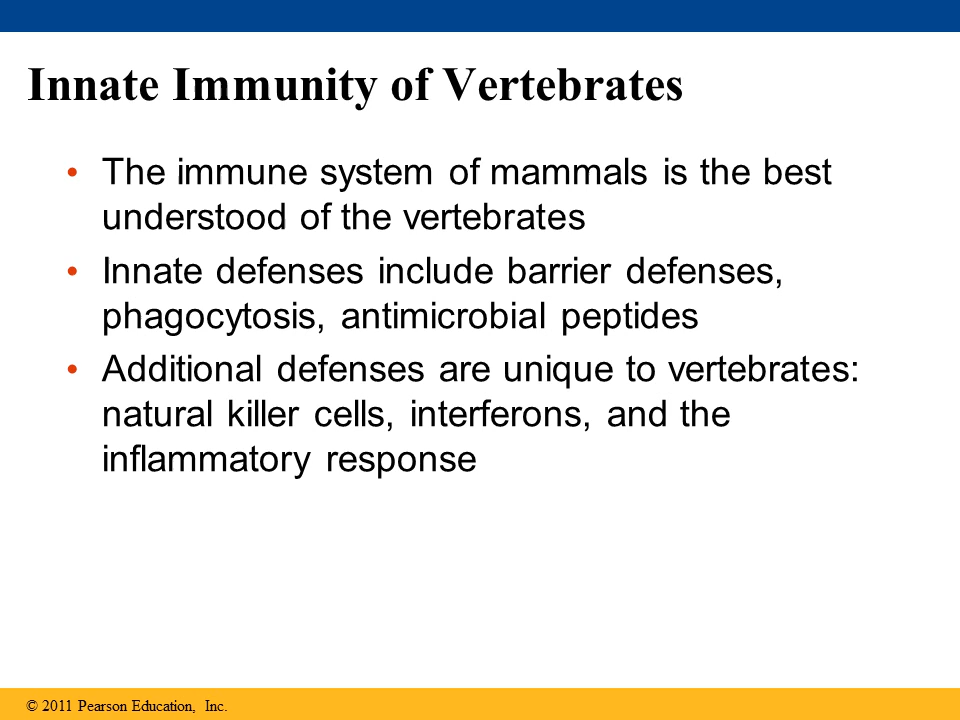 Innate Immunity of Vertebrates
• The immune system of mammals is the best
understood of the vertebrates
• Innate defenses include barrier defenses,
phagocytosis, antimicrobial peptides
• Additional defenses are unique to vertebrates:
natural killer cells, interferons, and the
inflammatory response
© 2011 Pearson Education, Inc.